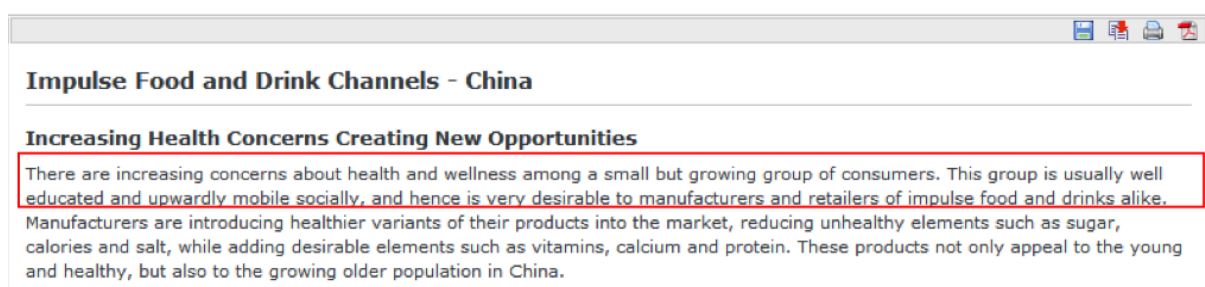 Impulse Food and Drink Channels - China
Increasing Health Concerns Creating New Opportunities
There are increasing concerns about health and wellness among a small but growing group of consumers. This group is usually well
educated and upwardly mobile socially, and hence is very desirable to manufacturers and retailers of impulse food and drinks alike.
Manufacturers are introducing healthier variants of their products into the market, reducing unhealthy elements such as sugar,
calories and salt, while adding desirable elements such as vitamins, calcium and protein. These products not only appeal to the young
and healthy, but also to the growing older population in China.